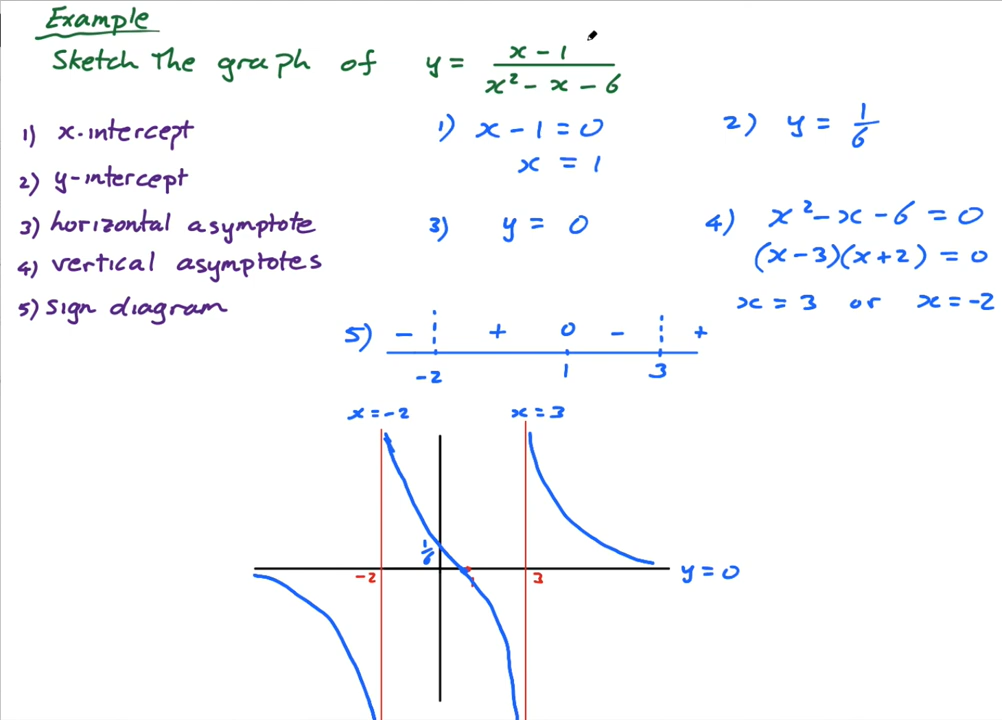 Example
Sketch the graph of y = (x - 1)/(x² - x - 6)
1) x-intercept
2) y-intercept
3) horizontal asymptote
4) vertical asymptotes
5) sign diagram
1) x - 1 = 0
x = 1
2) y = 1/6
3) y = 0
4) x² - x - 6 = 0
(x - 3)(x + 2) = 0
x = 3 or x = -2
5) - + 0 - +
-2 1 3
x = -2 x = 3
1/6
-2 1 3 y = 0